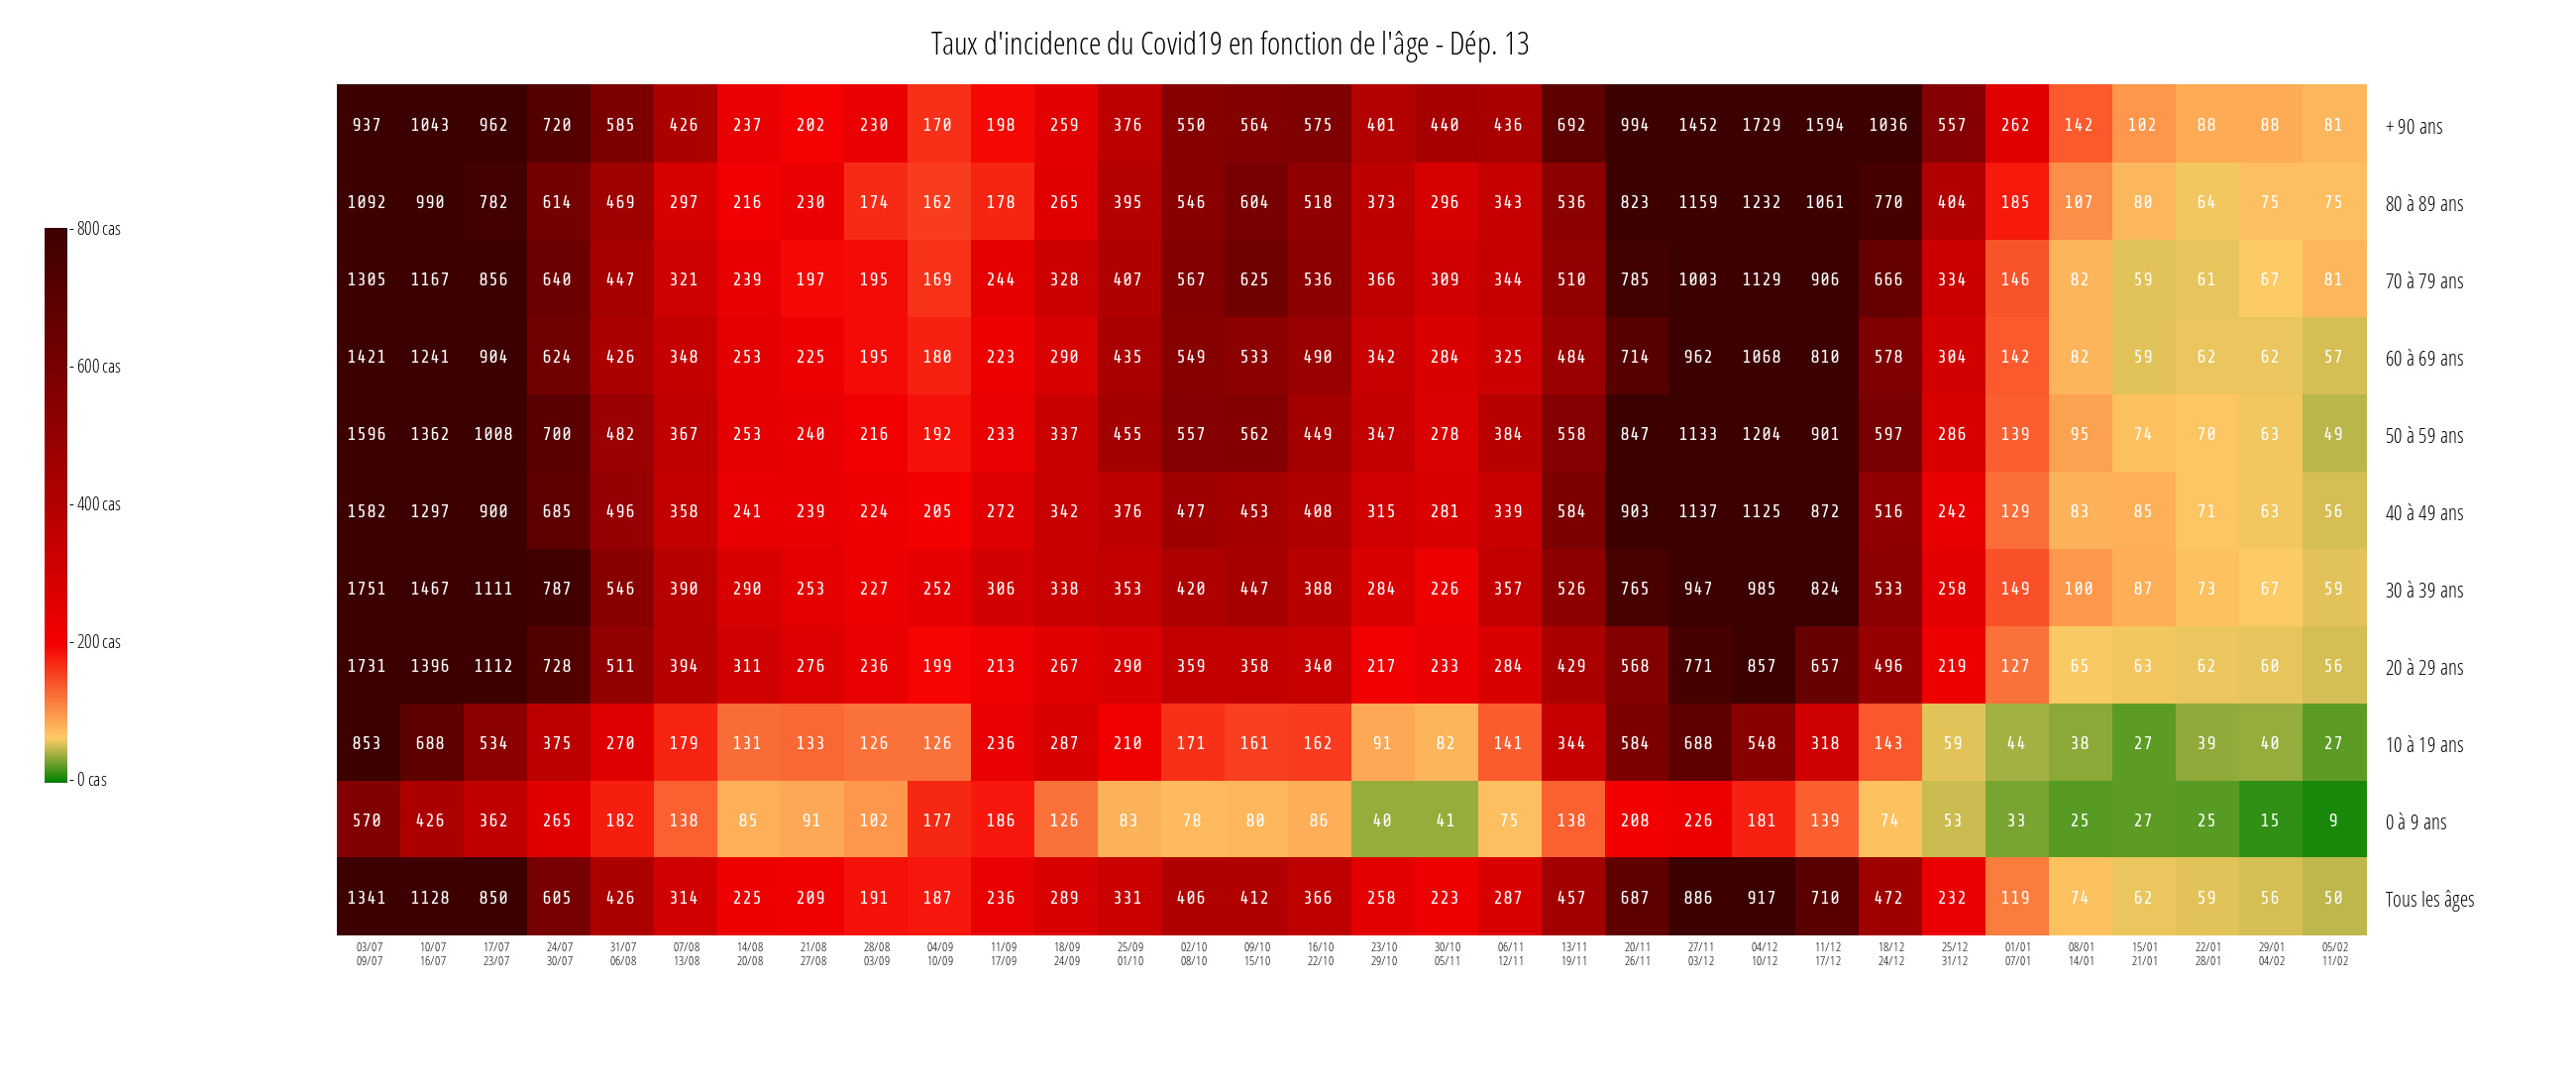 Taux d'incidence du Covid19 en fonction de l'âge - Dép. 13
- 800 cas
- 600 cas
- 400 cas
- 200 cas
- 0 cas
937 1043 962 720 585 426 237 202 230 170 198 259 376 550 564 575 401 440 436 692 994 1452 1729 1594 1036 557 262 142 102 88 88 81 + 90 ans
1092 990 782 614 469 297 216 230 174 162 178 265 395 546 604 518 373 296 343 536 823 1159 1232 1061 770 404 185 107 80 64 75 75 80 à 89 ans
1305 1167 856 640 447 321 239 197 195 169 244 328 407 567 625 536 366 309 344 510 785 1003 1129 906 666 334 146 82 59 61 67 81 70 à 79 ans
1421 1241 904 624 426 348 253 225 195 180 223 290 435 549 533 490 342 284 325 484 714 962 1068 810 578 304 142 82 59 62 62 57 60 à 69 ans
1596 1362 1008 700 482 367 253 240 216 192 233 337 455 557 562 449 347 278 384 558 847 1133 1204 901 597 286 139 95 74 70 63 49 50 à 59 ans
1582 1297 900 685 496 358 241 239 224 205 272 342 376 477 453 408 315 281 339 584 903 1137 1125 872 516 242 129 83 85 71 63 56 40 à 49 ans
1751 1467 1111 787 546 390 290 253 227 252 306 338 353 420 447 388 284 226 357 526 765 947 985 824 533 258 149 100 87 73 67 59 30 à 39 ans
1731 1396 1112 728 511 394 311 276 236 199 213 267 290 359 358 340 217 233 284 429 568 771 857 657 496 219 127 65 63 62 60 56 20 à 29 ans
853 688 534 375 270 179 131 133 126 126 236 287 210 171 161 162 91 82 141 344 584 688 548 318 143 59 44 38 27 39 40 27 10 à 19 ans
570 426 362 265 182 138 85 91 102 177 186 126 83 78 80 86 40 41 75 138 208 226 181 139 74 53 33 25 27 25 15 9 0 à 9 ans
1341 1128 850 605 426 314 225 209 191 187 236 289 331 406 412 366 258 223 287 457 687 886 917 710 472 232 119 74 62 59 56 50 Tous les âges
03/07 10/07 17/07 24/07 31/07 07/08 14/08 21/08 28/08 04/09 11/09 18/09 25/09 02/10 09/10 16/10 23/10 30/10 06/11 13/11 20/11 27/11 04/12 11/12 18/12 25/12 01/01 08/01 15/01 22/01 29/01 05/02
09/07 16/07 23/07 30/07 06/08 13/08 20/08 27/08 03/09 10/09 17/09 24/09 01/10 08/10 15/10 22/10 29/10 05/11 12/11 19/11 26/11 03/12 10/12 17/12 24/12 31/12 07/01 14/01 21/01 28/01 04/02 11/02